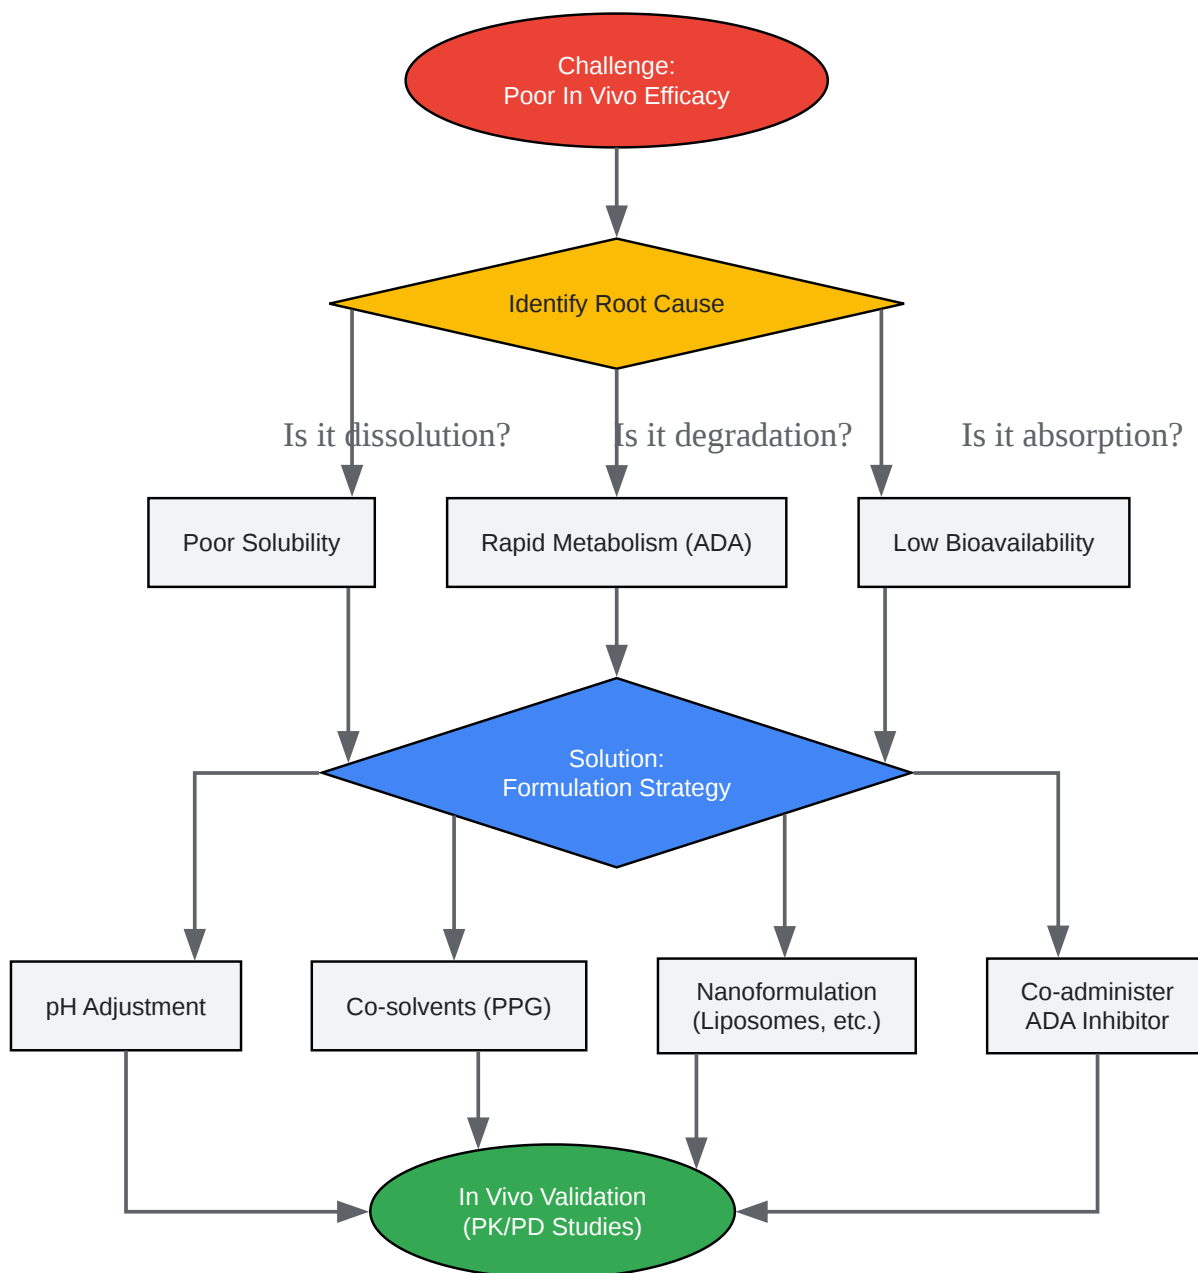 Challenge:
Poor In Vivo Efficacy
Identify Root Cause
Is it dissolution?
Is it degradation?
Is it absorption?
Poor Solubility
Rapid Metabolism (ADA)
Low Bioavailability
Solution:
Formulation Strategy
pH Adjustment
Co-solvents (PPG)
Nanoformulation
(Liposomes, etc.)
Co-administer
ADA Inhibitor
In Vivo Validation
(PK/PD Studies)